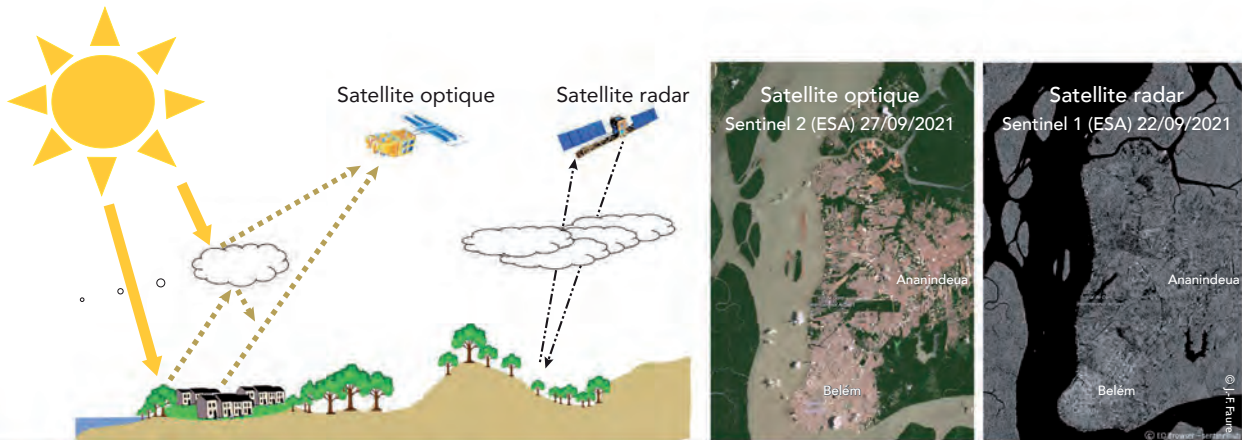 Satellite optique
Satellite radar
Satellite optique
Sentinel 2 (ESA) 27/09/2021
Ananindeua
Belém
Satellite radar
Sentinel 1 (ESA) 22/09/2021
Ananindeua
Belém
© J.-F. Faure